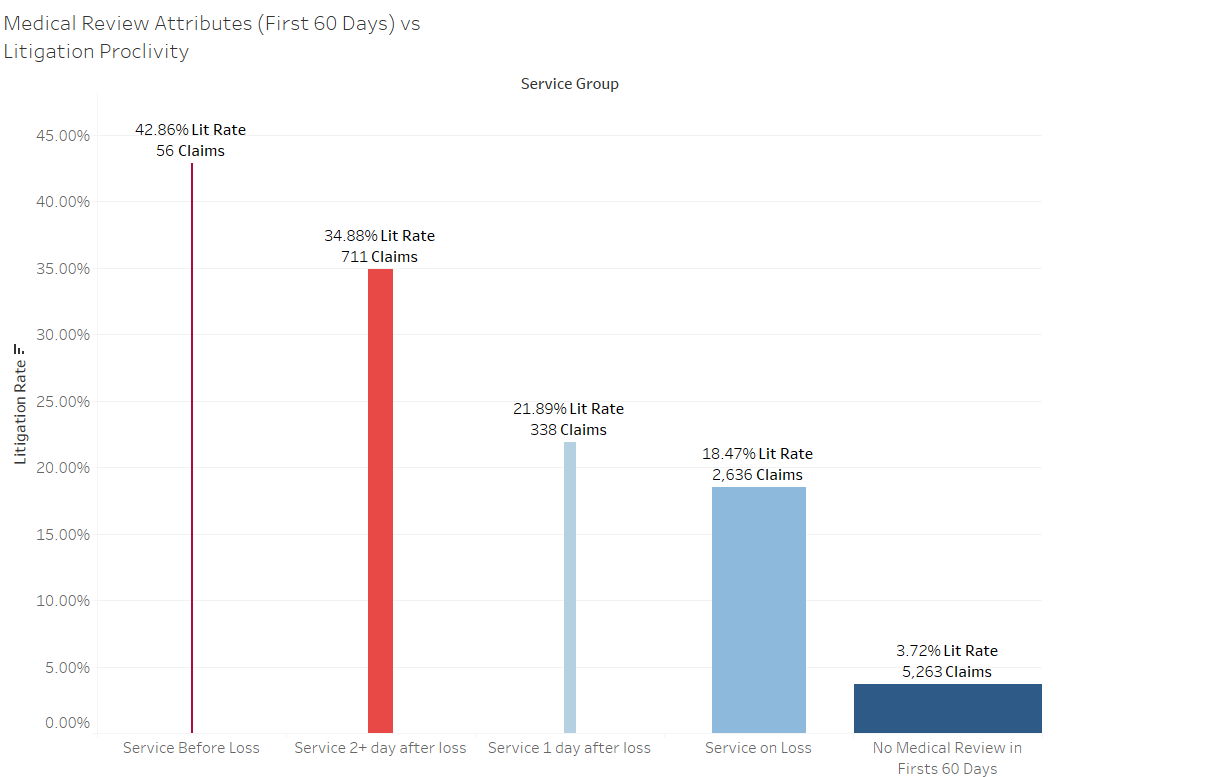 Medical Review Attributes (First 60 Days) vs
Litigation Proclivity
Service Group
45.00%
40.00%
35.00%
30.00%
25.00%
20.00%
15.00%
10.00%
5.00%
0.00%
Litigation Rate
42.86% Lit Rate
56 Claims
34.88% Lit Rate
711 Claims
21.89% Lit Rate
338 Claims
18.47% Lit Rate
2,636 Claims
3.72% Lit Rate
5,263 Claims
Service Before Loss
Service 2+ day after loss
Service 1 day after loss
Service on Loss
No Medical Review in
Firsts 60 Days